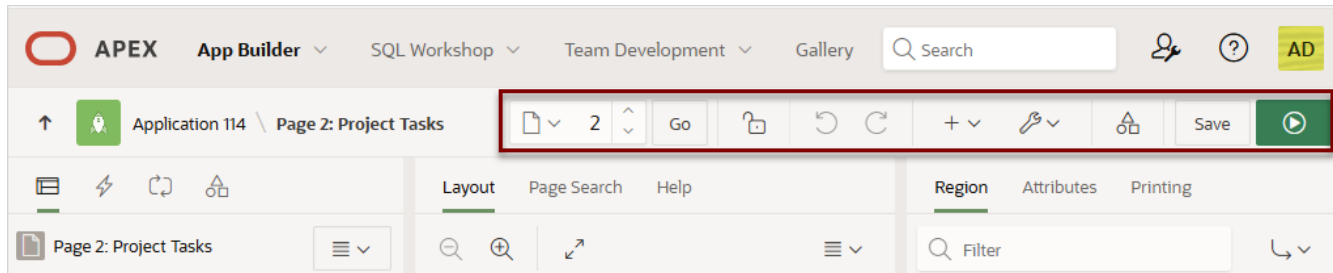 APEX App Builder SQL Workshop Team Development Gallery Search AD
Application 114 \ Page 2: Project Tasks 2 Go Save
Layout Page Search Help Region Attributes Printing
Page 2: Project Tasks Filter